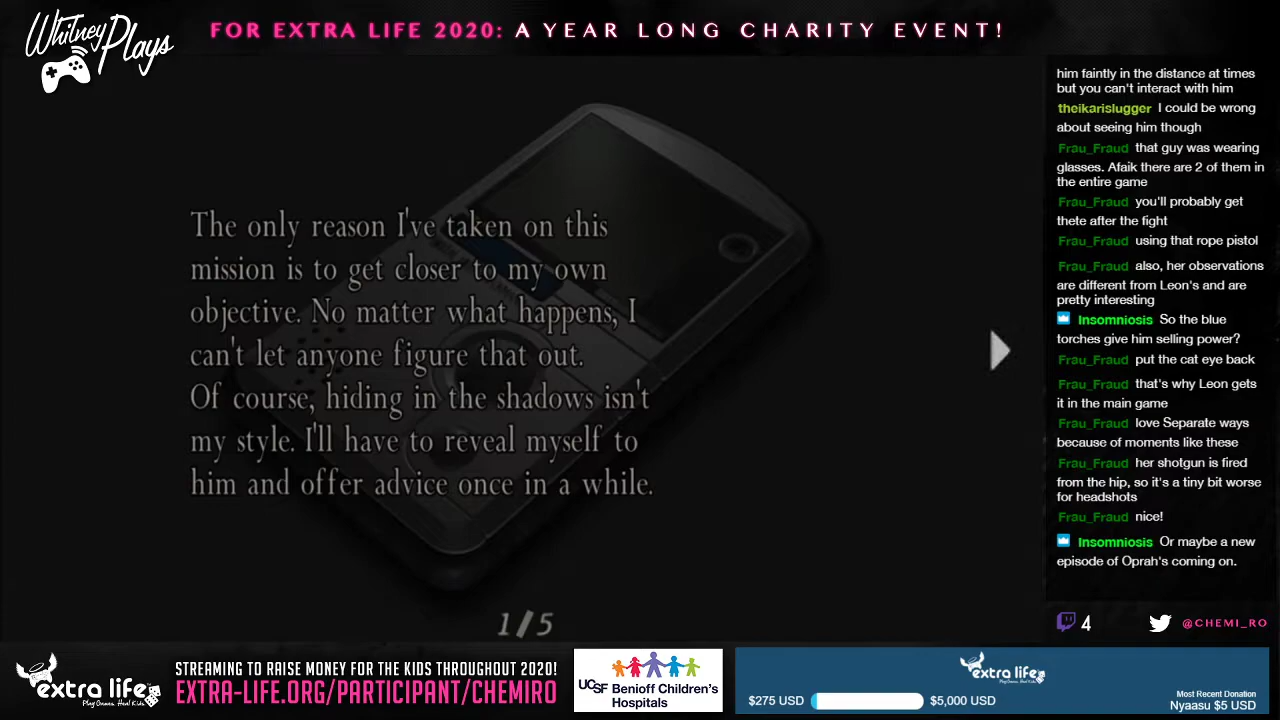 Whitney Plays
FOR EXTRA LIFE 2020: A YEAR LONG CHARITY EVENT!
The only reason I've taken on this
mission is to get closer to my own
objective. No matter what happens, I
can't let anyone figure that out.
Of course, hiding in the shadows isn't
my style. I'll have to reveal myself to
him and offer advice once in a while.
1/5
him faintly in the distance at times
but you can't interact with him
theikarislugger I could be wrong
about seeing him though
Frau_Fraud that guy was wearing
glasses. Afaik there are 2 of them in
the entire game
Frau_Fraud you'll probably get
thete after the fight
Frau_Fraud using that rope pistol
Frau_Fraud also, her observations
are different from Leon's and are
pretty interesting
Insomniosis So the blue
torches give him selling power?
Frau_Fraud put the cat eye back
Frau_Fraud that's why Leon gets
it in the main game
Frau_Fraud love Separate ways
because of moments like these
Frau_Fraud her shotgun is fired
from the hip, so it's a tiny bit worse
for headshots
Frau_Fraud nice!
Insomniosis Or maybe a new
episode of Oprah's coming on.
4
@CHEMI_RO
extra life
Play Games. Heal Kids.
STREAMING TO RAISE MONEY FOR THE KIDS THROUGHOUT 2020!
EXTRA-LIFE.ORG/PARTICIPANT/CHEMIRO
UCSF Benioff Children's
Hospitals
extra life
Play Games. Heal Kids.
$275 USD
$5,000 USD
Most Recent Donation
Nyaasu $5 USD